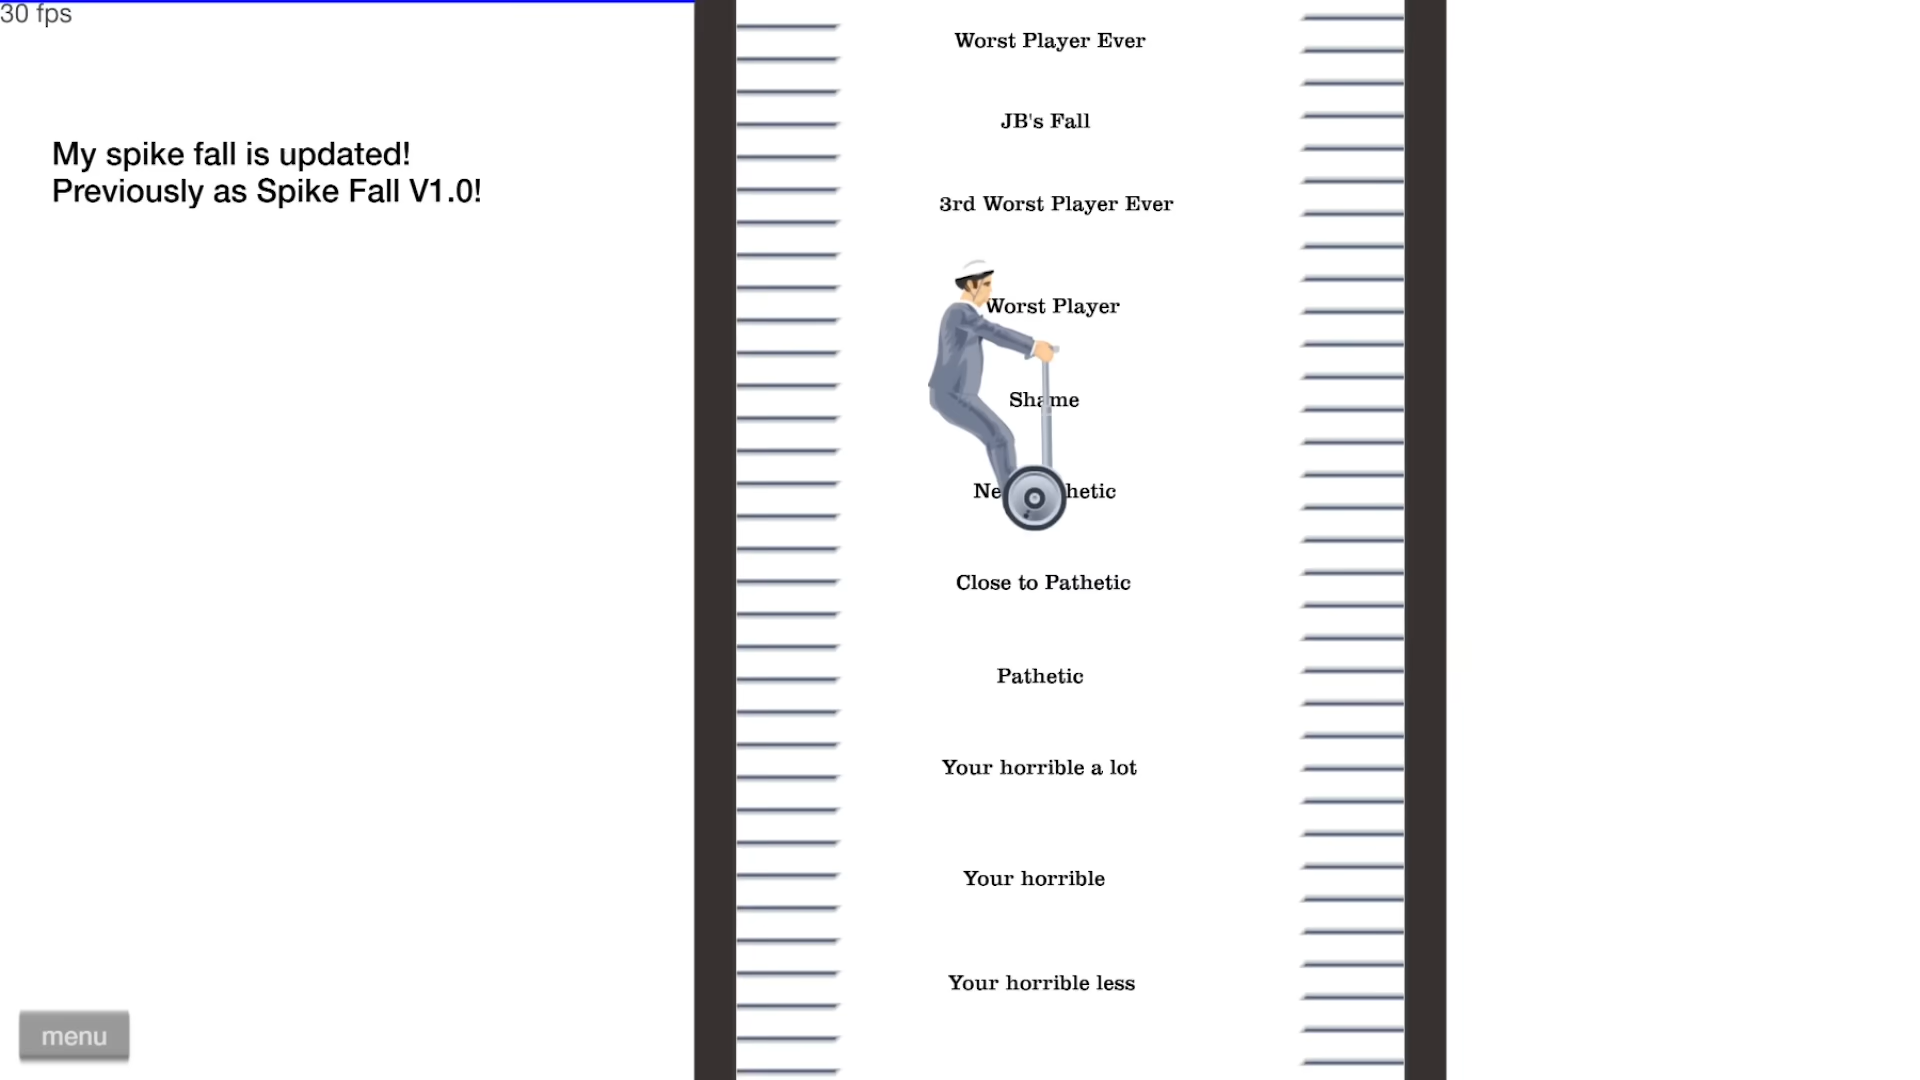 30 fps
My spike fall is updated!
Previously as Spike Fall V1.0!
Worst Player Ever
JB's Fall
3rd Worst Player Ever
Worst Player
Shame
Close to Pathetic
Pathetic
Your horrible a lot
Your horrible
Your horrible less
menu